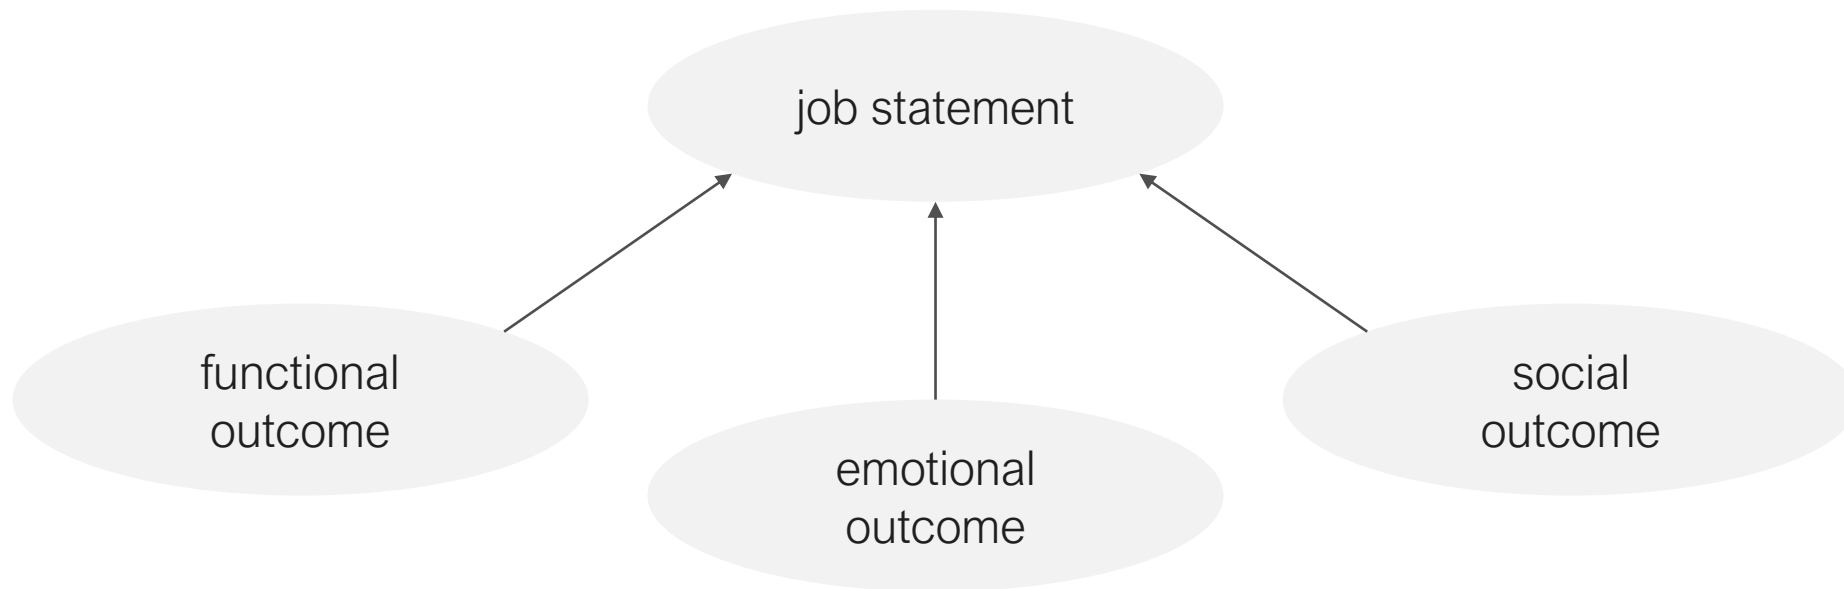 job statement
functional
outcome
emotional
outcome
social
outcome